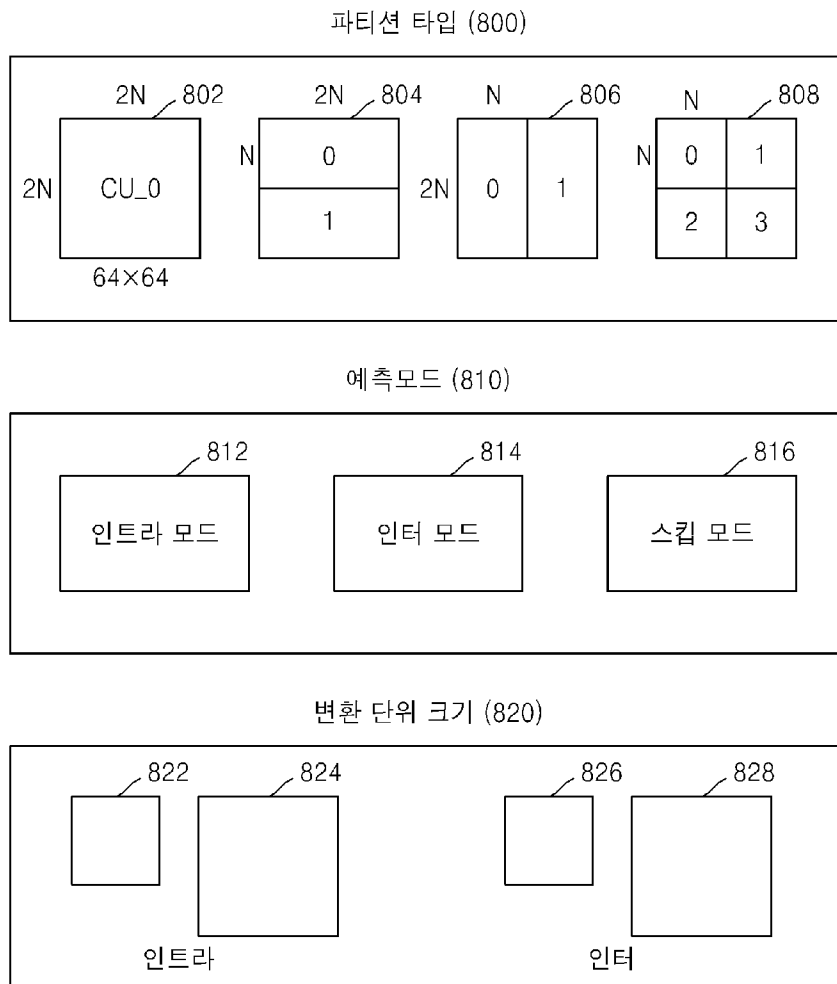 파티션 타입 (800)
2N 802 2N 804 N 806 N 808
2N CU_0 N 0 2N 0 1 N 0 1
1 2 3
64×64
예측모드 (810)
812 814 816
인트라 모드 인터 모드 스킵 모드
변환 단위 크기 (820)
822 824 826 828
인트라 인터